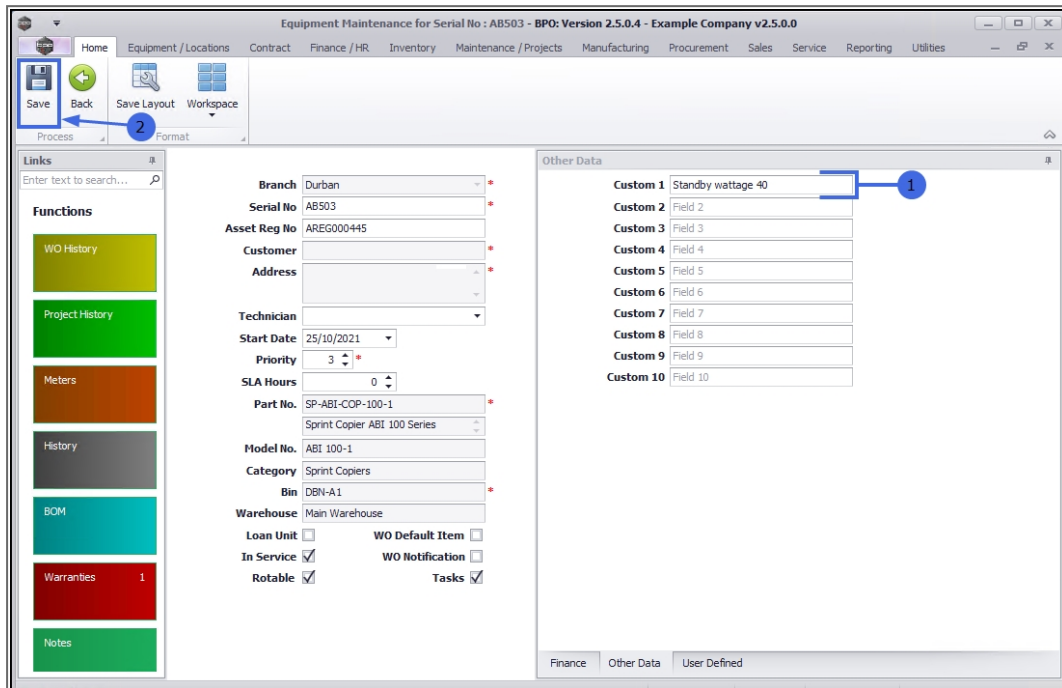 Equipment Maintenance for Serial No : AB503 - BPO: Version 2.5.0.4 - Example Company v2.5.0.0
Home Equipment / Locations Contract Finance / HR Inventory Maintenance / Projects Manufacturing Procurement Sales Service Reporting Utilities
Save Back Save Layout Workspace
2
Process Format
Links
Enter text to search...
Functions
WO History
Project History
Meters
History
BOM
Warranties 1
Notes
Branch Durban *
Serial No AB503 *
Asset Reg No AREG000445
Customer *
Address *
Technician
Start Date 25/10/2021
Priority 3 *
SLA Hours 0
Part No. SP-ABI-COP-100-1 *
Sprint Copier ABI 100 Series
Model No. ABI 100-1
Category Sprint Copiers
Bin DBN-A1 *
Warehouse Main Warehouse
Loan Unit WO Default Item
In Service WO Notification
Rotable Tasks
Other Data
Custom 1 Standby wattage 40
1
Custom 2 Field 2
Custom 3 Field 3
Custom 4 Field 4
Custom 5 Field 5
Custom 6 Field 6
Custom 7 Field 7
Custom 8 Field 8
Custom 9 Field 9
Custom 10 Field 10
Finance Other Data User Defined